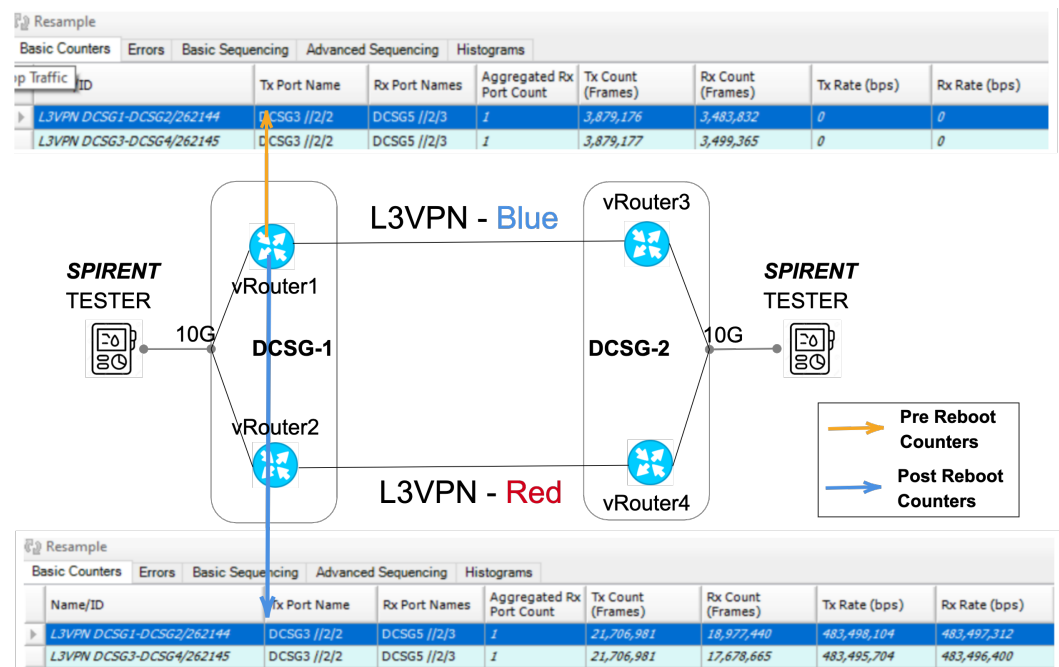 Resample
Basic Counters Errors Basic Sequencing Advanced Sequencing Histograms
op Traffic /ID Tx Port Name Rx Port Names Aggregated Rx Port Count Tx Count (Frames) Rx Count (Frames) Tx Rate (bps) Rx Rate (bps)
L3VPN DCSG1-DCSG2/262144 DCSG3 //2/2 DCSG5 //2/3 1 3,879,176 3,483,832 0 0
L3VPN DCSG3-DCSG4/262145 DCSG3 //2/2 DCSG5 //2/3 1 3,879,177 3,499,365 0 0
L3VPN - Blue
vRouter3
SPIRENT
TESTER
vRouter1
SPIRENT
TESTER
10G
DCSG-1
DCSG-2
10G
vRouter2
L3VPN - Red
vRouter4
Pre Reboot
Counters
Post Reboot
Counters
Resample
Basic Counters Errors Basic Sequencing Advanced Sequencing Histograms
Name/ID Tx Port Name Rx Port Names Aggregated Rx Port Count Tx Count (Frames) Rx Count (Frames) Tx Rate (bps) Rx Rate (bps)
L3VPN DCSG1-DCSG2/262144 DCSG3 //2/2 DCSG5 //2/3 1 21,706,981 18,977,440 483,498,104 483,497,312
L3VPN DCSG3-DCSG4/262145 DCSG3 //2/2 DCSG5 //2/3 1 21,706,981 17,678,665 483,495,704 483,496,400